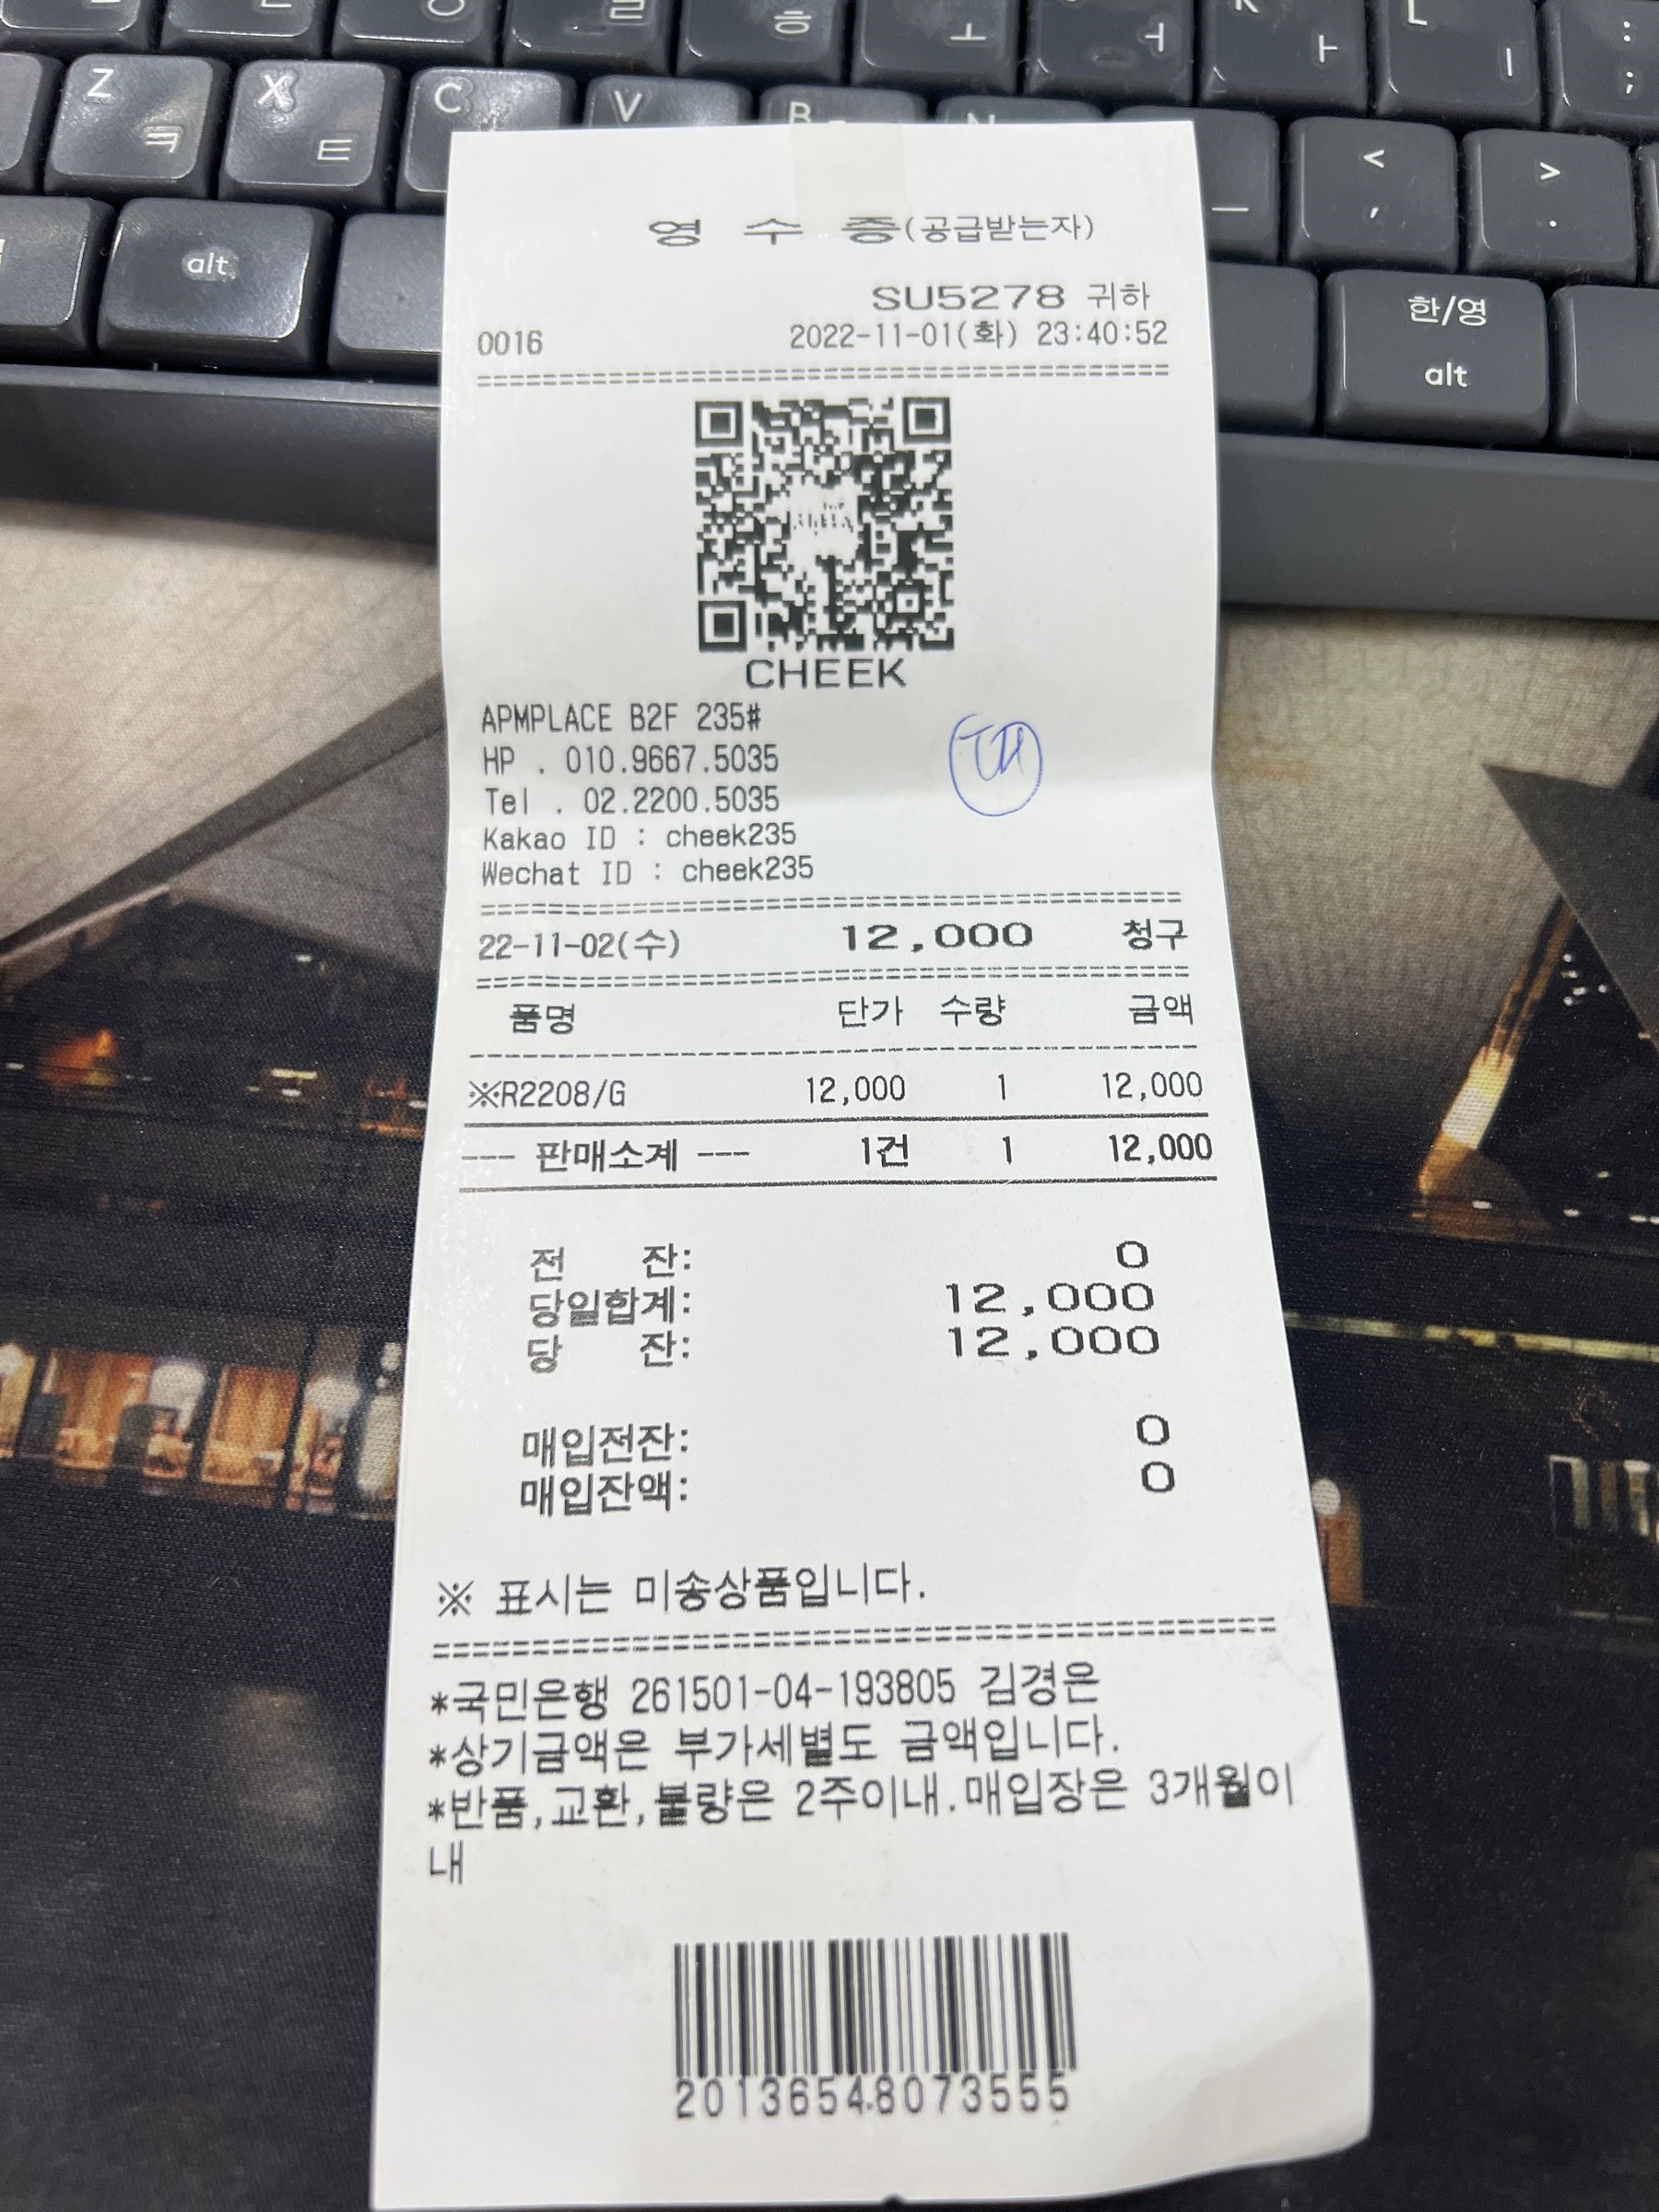 ㅎ ㅗ ㅓ K ㅏ L ㅣ : ;
Z ㅋ X ㅌ C V B N < , > .
alt 한/영 alt
영 수 증(공급받는자)
SU5278 귀하
0016 2022-11-01(화) 23:40:52
CHEEK
APMPLACE B2F 235#
HP . 010.9667.5035
Tel . 02.2200.5035
Kakao ID : cheek235
Wechat ID : cheek235
22-11-02(수) 12,000 청구
품명 단가 수량 금액
※R2208/G 12,000 1 12,000
--- 판매소계 --- 1건 1 12,000
전 잔: 0
당일합계: 12,000
당 잔: 12,000
매입전잔: 0
매입잔액: 0
※ 표시는 미송상품입니다.
*국민은행 261501-04-193805 김경은
*상기금액은 부가세별도 금액입니다.
*반품,교환,불량은 2주이내.매입장은 3개월이
내
2013654807355​5